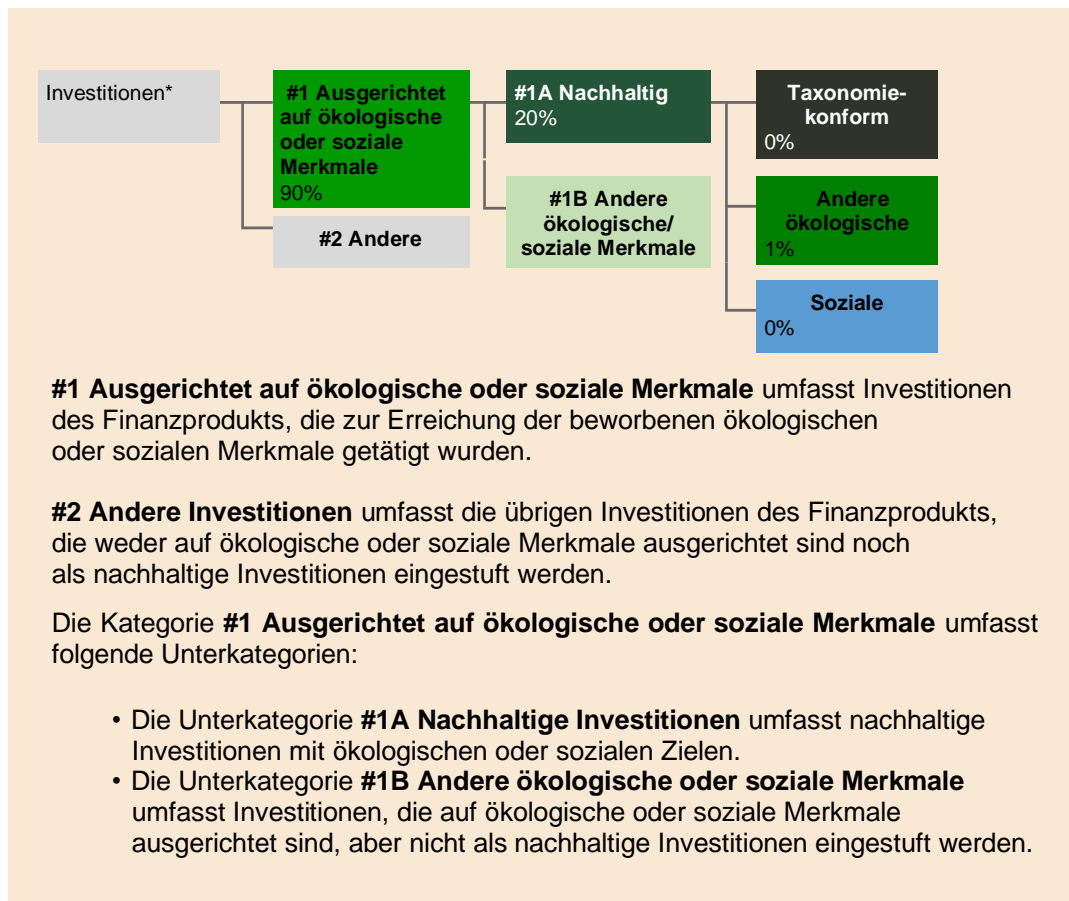 Investitionen*
#1 Ausgerichtet
auf ökologische
oder soziale
Merkmale
90%
#2 Andere
#1A Nachhaltig
20%
#1B Andere
ökologische/
soziale Merkmale
Taxonomie-
konform
0%
Andere
ökologische
1%
Soziale
0%
#1 Ausgerichtet auf ökologische oder soziale Merkmale umfasst Investitionen
des Finanzprodukts, die zur Erreichung der beworbenen ökologischen
oder sozialen Merkmale getätigt wurden.
#2 Andere Investitionen umfasst die übrigen Investitionen des Finanzprodukts,
die weder auf ökologische oder soziale Merkmale ausgerichtet sind noch
als nachhaltige Investitionen eingestuft werden.
Die Kategorie #1 Ausgerichtet auf ökologische oder soziale Merkmale umfasst
folgende Unterkategorien:
• Die Unterkategorie #1A Nachhaltige Investitionen umfasst nachhaltige
Investitionen mit ökologischen oder sozialen Zielen.
• Die Unterkategorie #1B Andere ökologische oder soziale Merkmale
umfasst Investitionen, die auf ökologische oder soziale Merkmale
ausgerichtet sind, aber nicht als nachhaltige Investitionen eingestuft werden.